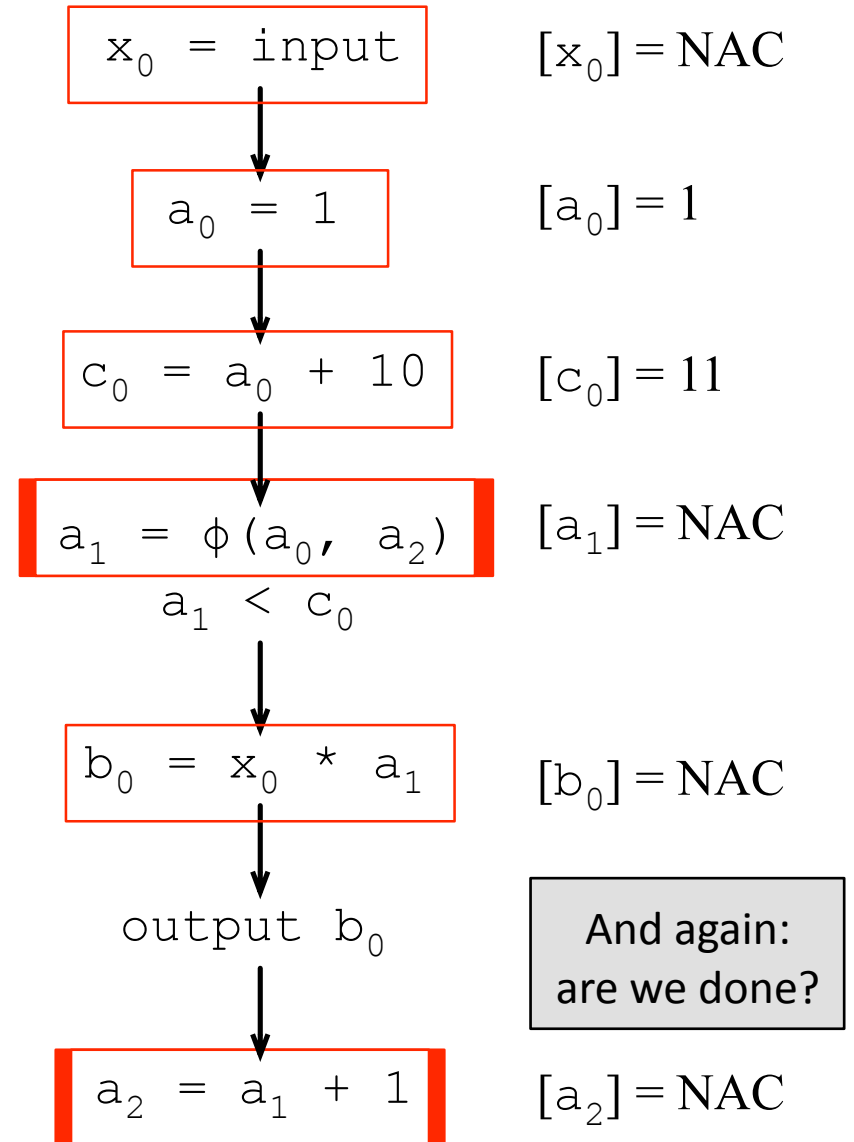 x₀ = input [x₀] = NAC
a₀ = 1 [a₀] = 1
c₀ = a₀ + 10 [c₀] = 11
a₁ = ϕ(a₀, a₂) [a₁] = NAC
a₁ < c₀
b₀ = x₀ * a₁ [b₀] = NAC
output b₀
And again:
are we done?
a₂ = a₁ + 1 [a₂] = NAC